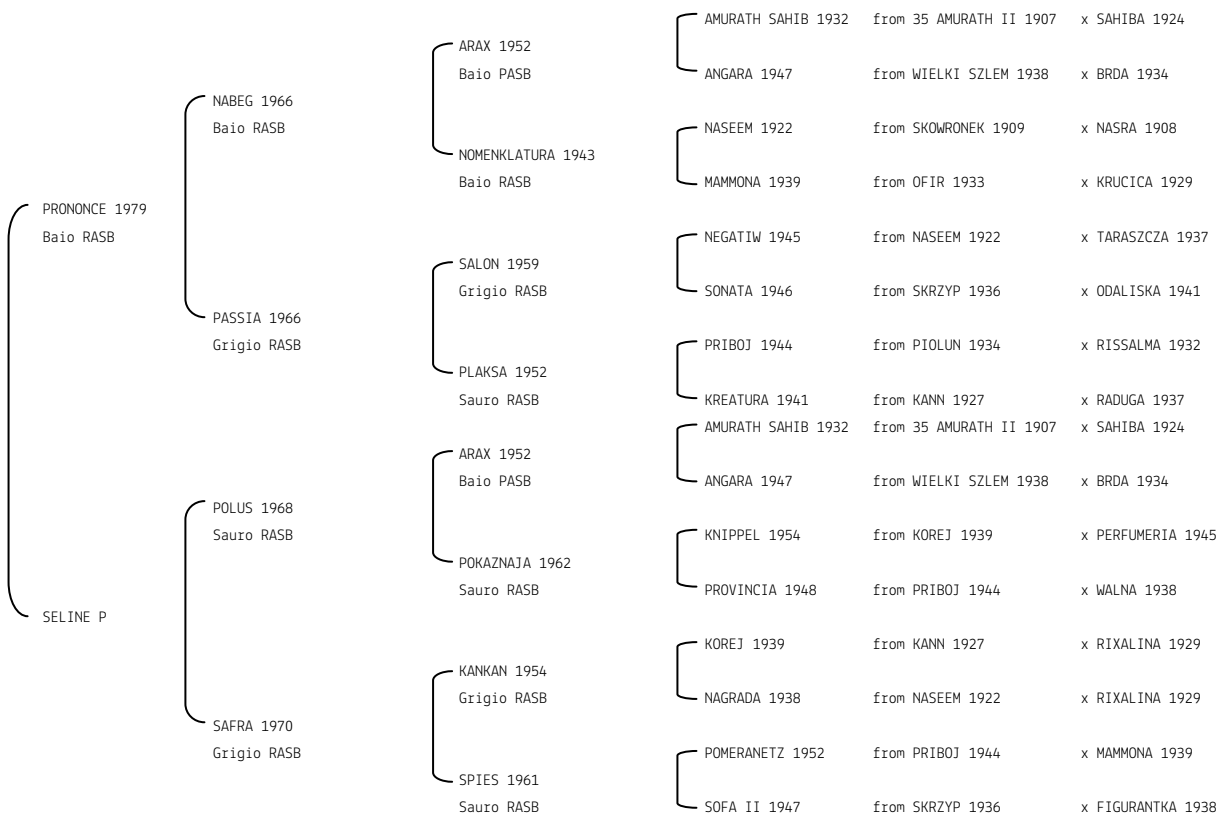 AMURATH SAHIB 1932 from 35 AMURATH II 1907 x SAHIBA 1924
ARAX 1952
Baio PASB
ANGARA 1947 from WIELKI SZLEM 1938 x BRDA 1934
NABEG 1966
Baio RASB
NASEEM 1922 from SKOWRONEK 1909 x NASRA 1908
NOMENKLATURA 1943
Baio RASB
MAMMONA 1939 from OFIR 1933 x KRUCICA 1929
PRONONCE 1979
Baio RASB
NEGATIW 1945 from NASEEM 1922 x TARASZCZA 1937
SALON 1959
Grigio RASB
SONATA 1946 from SKRZYP 1936 x ODALISKA 1941
PASSIA 1966
Grigio RASB
PRIBOJ 1944 from PIOLUN 1934 x RISSALMA 1932
PLAKSA 1952
Sauro RASB
KREATURA 1941 from KANN 1927 x RADUGA 1937
AMURATH SAHIB 1932 from 35 AMURATH II 1907 x SAHIBA 1924
ARAX 1952
Baio PASB
ANGARA 1947 from WIELKI SZLEM 1938 x BRDA 1934
POLUS 1968
Sauro RASB
KNIPPEL 1954 from KOREJ 1939 x PERFUMERIA 1945
POKAZNAJA 1962
Sauro RASB
PROVINCIA 1948 from PRIBOJ 1944 x WALNA 1938
SELINE P
KOREJ 1939 from KANN 1927 x RIXALINA 1929
KANKAN 1954
Grigio RASB
NAGRADA 1938 from NASEEM 1922 x RIXALINA 1929
SAFRA 1970
Grigio RASB
POMERANETZ 1952 from PRIBOJ 1944 x MAMMONA 1939
SPIES 1961
Sauro RASB
SOFA II 1947 from SKRZYP 1936 x FIGURANTKA 1938